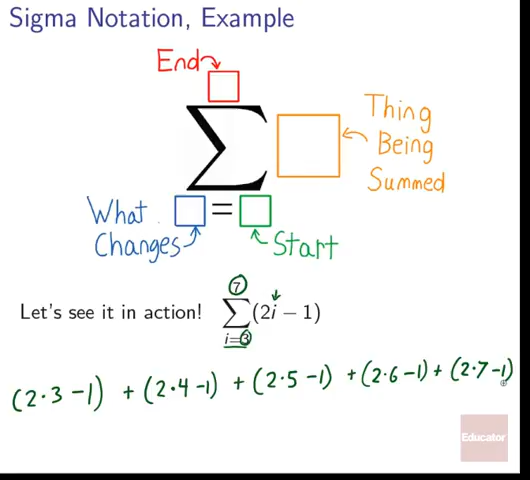 Sigma Notation, Example
End
Σ
Thing
Being
Summed
What
Changes
=
Start
Let's see it in action! 7 Σ i=3 (2i − 1)
(2·3 −1) + (2·4 −1) + (2·5 −1) + (2·6 −1) + (2·7 −1)
Educator